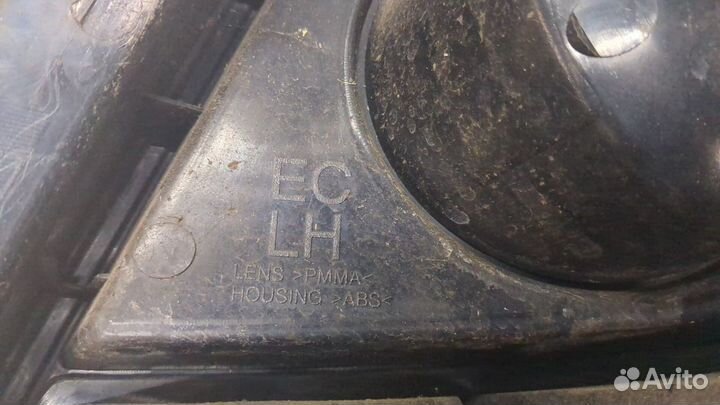 EC
LH
LENS >PMMA<
HOUSING >ABS<
Avito